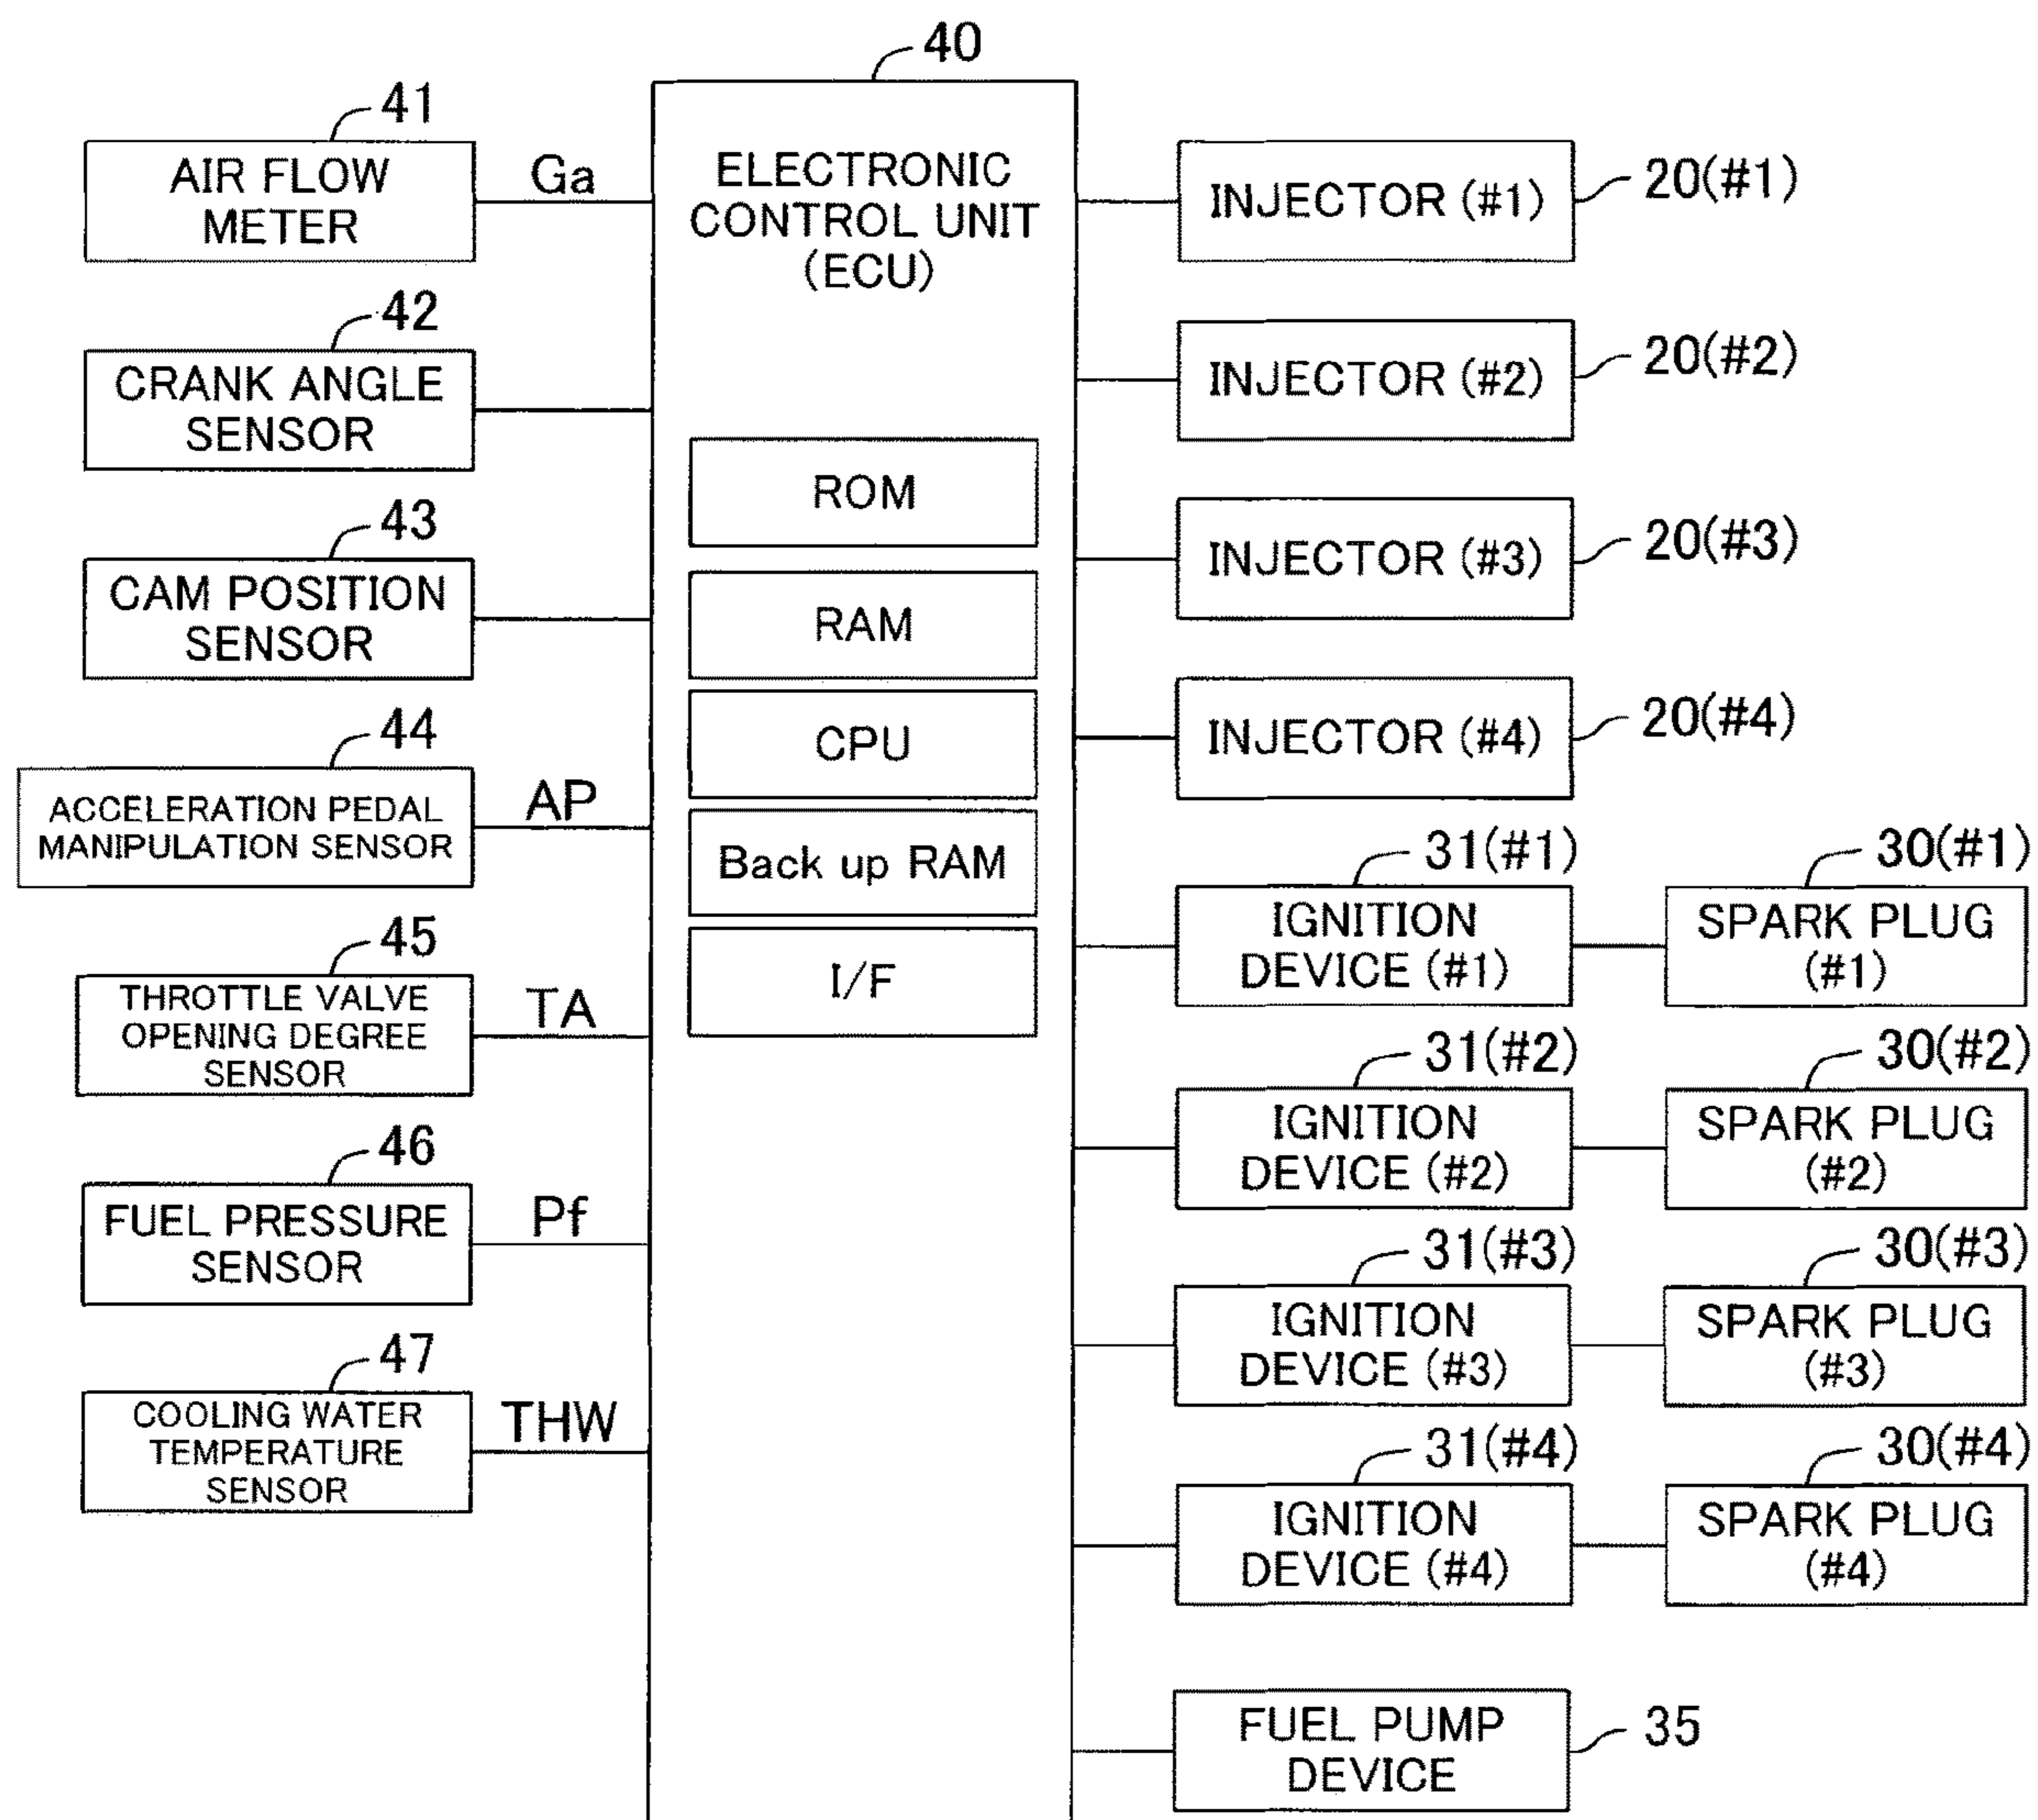 40
41
AIR FLOW
METER
Ga
42
CRANK ANGLE
SENSOR
43
CAM POSITION
SENSOR
44
ACCELERATION PEDAL
MANIPULATION SENSOR
AP
45
THROTTLE VALVE
OPENING DEGREE
SENSOR
TA
46
FUEL PRESSURE
SENSOR
Pf
47
COOLING WATER
TEMPERATURE
SENSOR
THW
ELECTRONIC
CONTROL UNIT
(ECU)
ROM
RAM
CPU
Back up RAM
I/F
INJECTOR (#1)
20(#1)
INJECTOR (#2)
20(#2)
INJECTOR (#3)
20(#3)
INJECTOR (#4)
20(#4)
31(#1)
IGNITION
DEVICE (#1)
30(#1)
SPARK PLUG
(#1)
31(#2)
IGNITION
DEVICE (#2)
30(#2)
SPARK PLUG
(#2)
31(#3)
IGNITION
DEVICE (#3)
30(#3)
SPARK PLUG
(#3)
31(#4)
IGNITION
DEVICE (#4)
30(#4)
SPARK PLUG
(#4)
FUEL PUMP
DEVICE
35